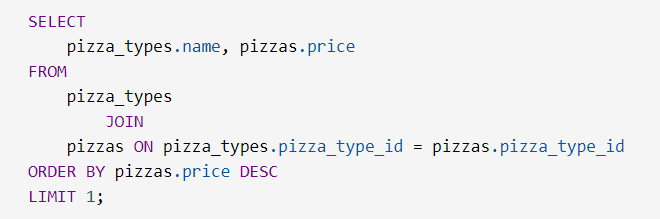 SELECT
pizza_types.name, pizzas.price
FROM
pizza_types
JOIN
pizzas ON pizza_types.pizza_type_id = pizzas.pizza_type_id
ORDER BY pizzas.price DESC
LIMIT 1;